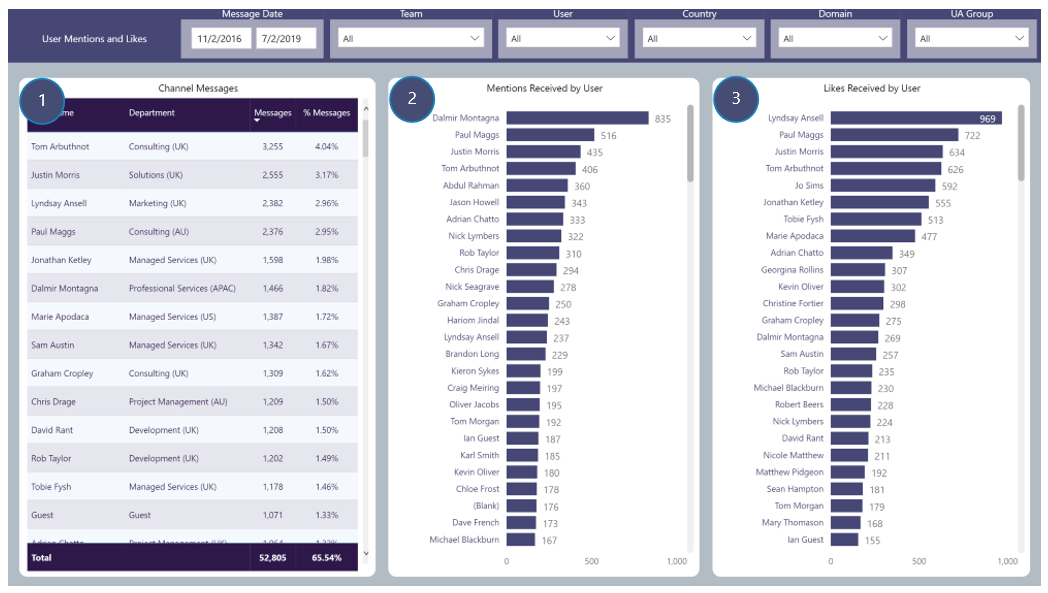 Message Date Team User Country Domain UA Group
User Mentions and Likes 11/2/2016 7/2/2019 All All All All All
1 Channel Messages
me Department Messages % Messages
Tom Arbuthnot Consulting (UK) 3,255 4.04%
Justin Morris Solutions (UK) 2,555 3.17%
Lyndsay Ansell Marketing (UK) 2,382 2.96%
Paul Maggs Consulting (AU) 2,376 2.95%
Jonathan Ketley Managed Services (UK) 1,598 1.98%
Dalmir Montagna Professional Services (APAC) 1,466 1.82%
Marie Apodaca Managed Services (US) 1,387 1.72%
Sam Austin Managed Services (UK) 1,342 1.67%
Graham Cropley Consulting (UK) 1,309 1.62%
Chris Drage Project Management (AU) 1,209 1.50%
David Rant Development (UK) 1,208 1.50%
Rob Taylor Development (UK) 1,202 1.49%
Tobie Fysh Managed Services (UK) 1,178 1.46%
Guest Guest 1,071 1.33%
Total 52,805 65.54%
2 Mentions Received by User
Dalmir Montagna 835
Paul Maggs 516
Justin Morris 435
Tom Arbuthnot 406
Abdul Rahman 360
Jason Howell 343
Adrian Chatto 333
Nick Lymbers 322
Rob Taylor 310
Chris Drage 294
Nick Seagrave 278
Graham Cropley 250
Hariom Jindal 243
Lyndsay Ansell 237
Brandon Long 229
Kieron Sykes 199
Craig Meiring 197
Oliver Jacobs 195
Tom Morgan 192
Ian Guest 187
Karl Smith 185
Kevin Oliver 180
Chloe Frost 178
(Blank) 176
Dave French 173
Michael Blackburn 167
0 500 1,000
3 Likes Received by User
Lyndsay Ansell 969
Paul Maggs 722
Justin Morris 634
Tom Arbuthnot 626
Jo Sims 592
Jonathan Ketley 555
Tobie Fysh 513
Marie Apodaca 477
Adrian Chatto 349
Georgina Rollins 307
Kevin Oliver 302
Christine Fortier 298
Graham Cropley 275
Dalmir Montagna 269
Sam Austin 257
Rob Taylor 235
Michael Blackburn 230
Robert Beers 228
Nick Lymbers 224
David Rant 213
Nicole Matthew 211
Matthew Pidgeon 192
Sean Hampton 181
Tom Morgan 179
Mary Thomason 168
Ian Guest 155
0 500 1,000